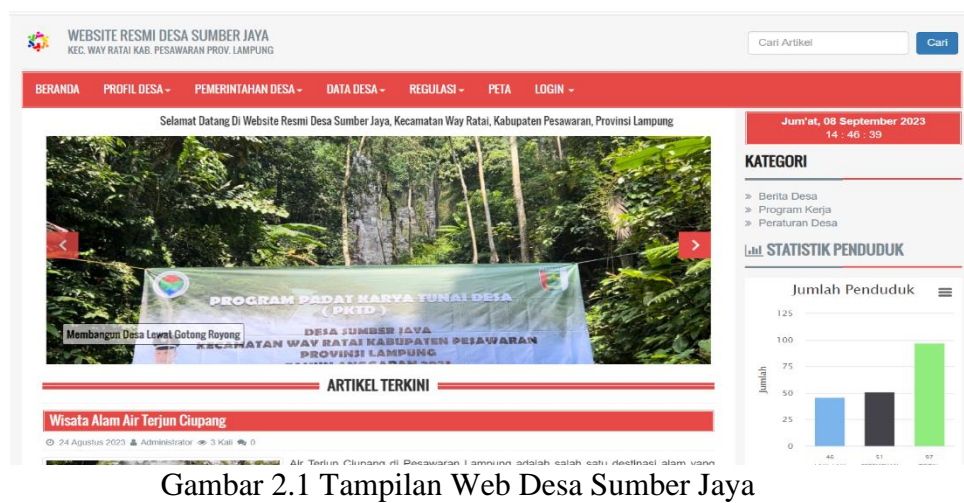 WEBSITE RESMI DESA SUMBER JAYA
KEC. WAY RATAI KAB. PESAWARAN PROV. LAMPUNG
Cari Artikel
Cari
BERANDA PROFIL DESA PEMERINTAHAN DESA DATA DESA REGULASI PETA LOGIN
Selamat Datang Di Website Resmi Desa Sumber Jaya, Kecamatan Way Ratai, Kabupaten Pesawaran, Provinsi Lampung
PROGRAM PADAT KARYA TUNAI DESA
( PKTD )
DESA SUMBER JAYA
KECAMATAN WAY RATAI KABUPATEN PESAWARAN
PROVINSI LAMPUNG
Membangun Desa Lewat Gotong Royong
ARTIKEL TERKINI
Wisata Alam Air Terjun Ciupang
24 Agustus 2023 Administrator 3 Kali 0
Air Terjun Ciupang di Pesawaran Lampung adalah salah satu destinasi alam yang
Jum'at, 08 September 2023
14 : 46 : 39
KATEGORI
» Berita Desa
» Program Kerja
» Peraturan Desa
STATISTIK PENDUDUK
Jumlah Penduduk
Jumlah
125
100
75
50
25
0
46 51 97
Gambar 2.1 Tampilan Web Desa Sumber Jaya